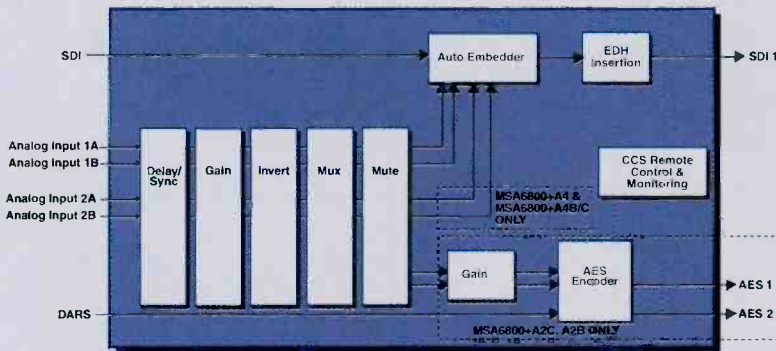 SDI
Auto Embedder
EDH
Insertion
SDI 1
Analog Input 1A
Analog Input 1B
Analog Input 2A
Analog Input 2B
Delay/
Sync
Gain
Invert
Mux
Mute
CCS Remote
Control &
Monitoring
MSA6800+A4 &
MSA6800+A4B/C
ONLY
Gain
AES
Encoder
AES 1
DARS
AES 2
MSA6800+A2C, A2B ONLY